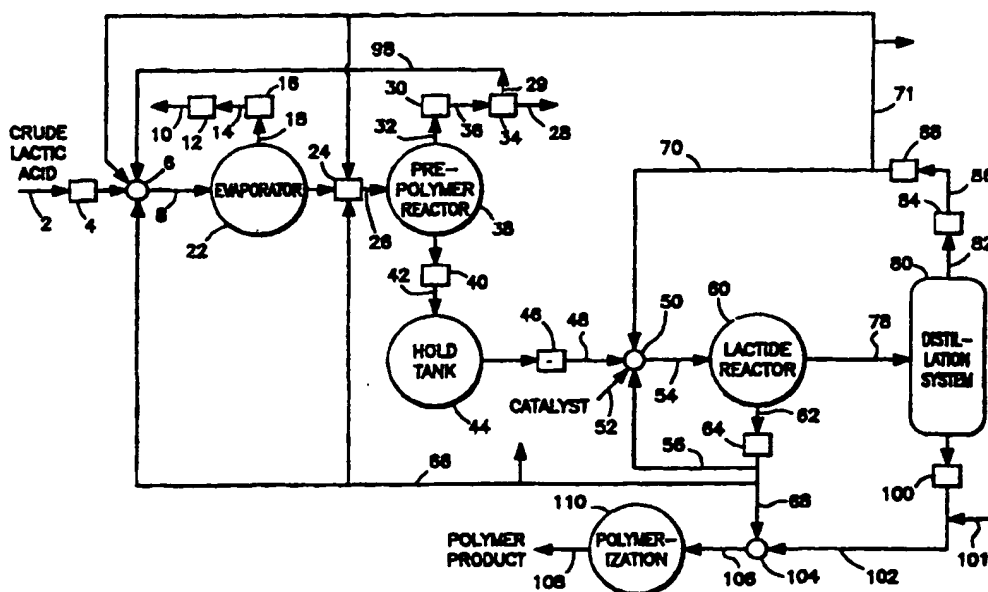 98
29
71
16
30
88
10
12
14
18
32
36
34
28
70
86
CRUDE
LACTIC
ACID
6
24
PRE-
POLYMER
REACTOR
84
EVAPORATOR
82
2
4
8
22
26
38
80
42
40
60
50
46
48
78
HOLD
TANK
LACTIDE
REACTOR
DISTIL-
LATION
SYSTEM
54
CATALYST
52
62
44
64
56
100
66
68
110
POLYMER
PRODUCT
POLYMER-
IZATION
101
108
106
104
102